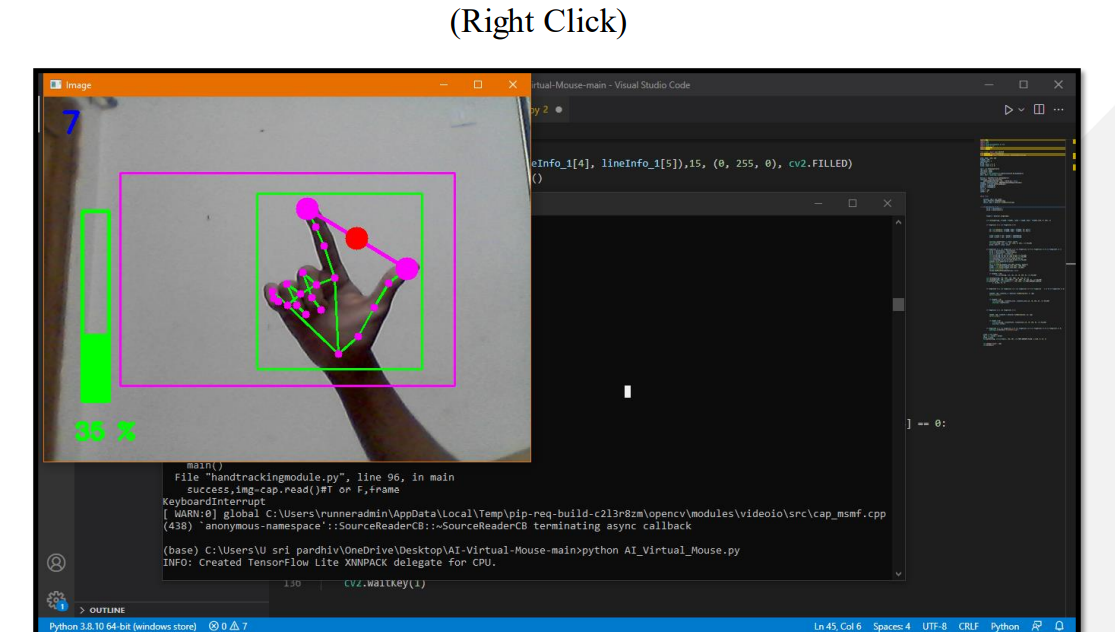 (Right Click)
Image
irtual-Mouse-main - Visual Studio Code
py 2
7
eInfo_1[4], lineInfo_1[5]),15, (0, 255, 0), cv2.FILLED)
()
] == 0:
35 %
main()
File "handtrackingmodule.py", line 96, in main
success,img=cap.read()#T or F,frame
KeyboardInterrupt
[ WARN:0] global C:\Users\runneradmin\AppData\Local\Temp\pip-req-build-c2l3r8zm\opencv\modules\videoio\src\cap_msmf.cpp
(438) `anonymous-namespace'::SourceReaderCB::~SourceReaderCB terminating async callback
(base) C:\Users\U sri pardhiv\OneDrive\Desktop\AI-Virtual-Mouse-main>python AI_Virtual_Mouse.py
INFO: Created TensorFlow Lite XNNPACK delegate for CPU.
136 cv2.waitKey(1)
1
> OUTLINE
Python 3.8.10 64-bit (windows store) 0 7 Ln 45, Col 6 Spaces: 4 UTF-8 CRLF Python